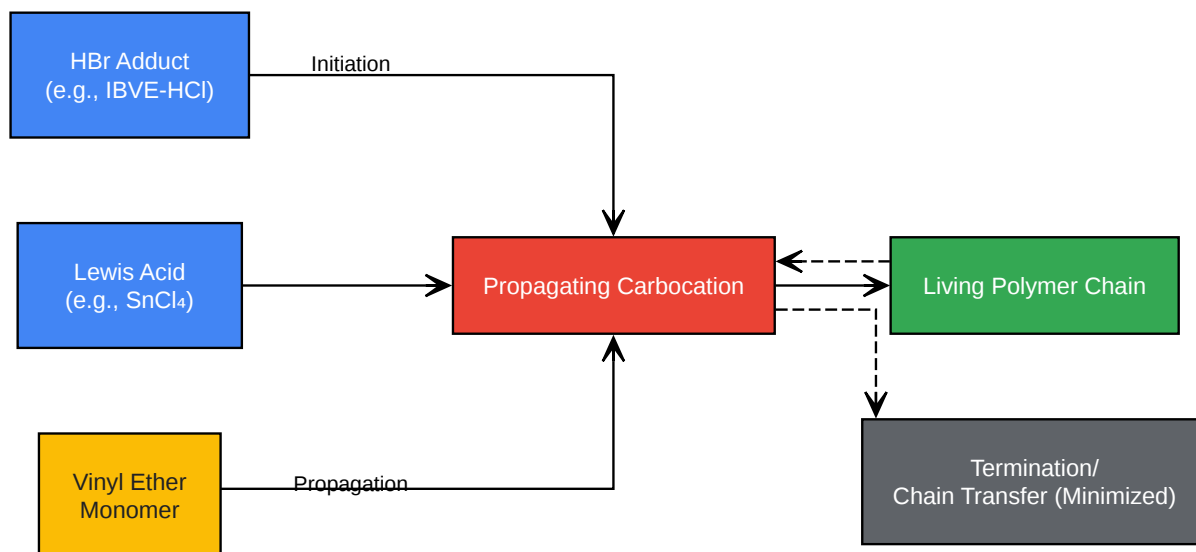 HBr Adduct
(e.g., IBVE-HCl)
Initiation
Lewis Acid
(e.g., SnCl₄)
Propagating Carbocation
Living Polymer Chain
Vinyl Ether
Monomer
Propagation
Termination/
Chain Transfer (Minimized)